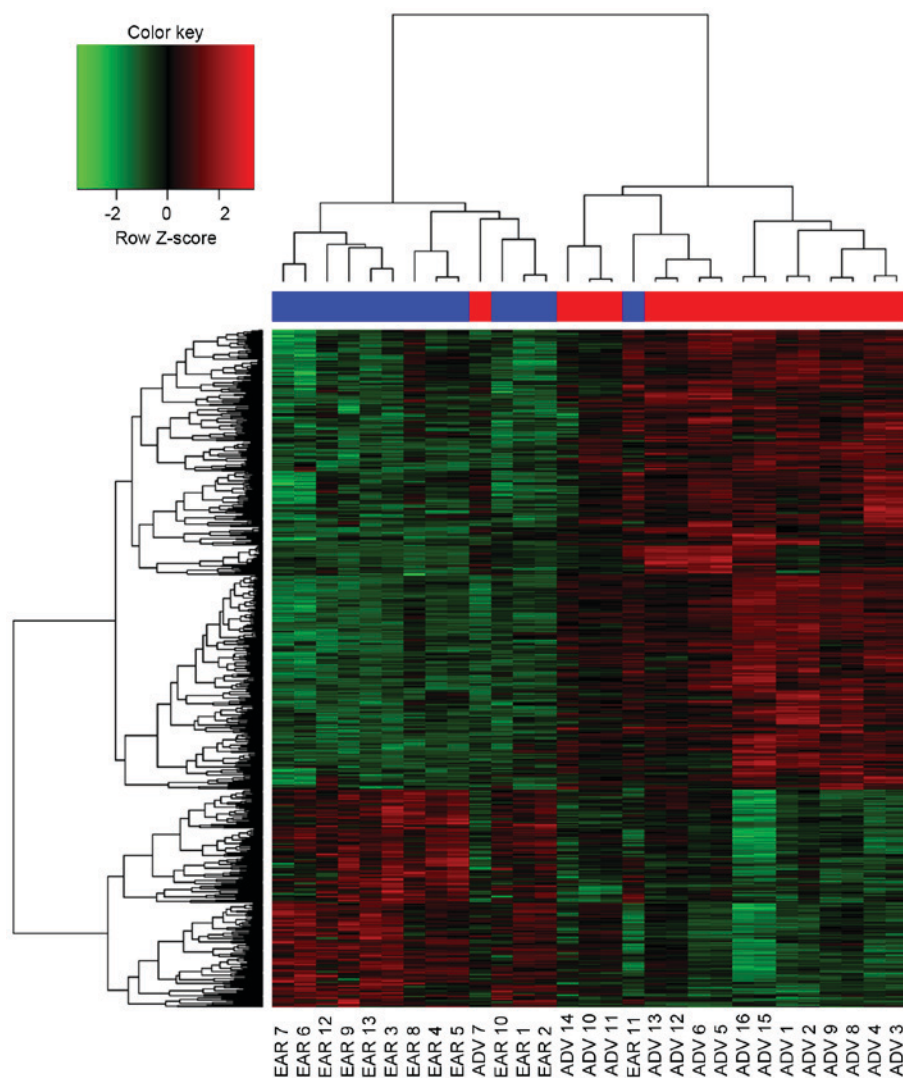 Color key
-2 0 2
Row Z-score
EAR 7
EAR 6
EAR 12
EAR 9
EAR 13
EAR 3
EAR 8
EAR 4
EAR 5
ADV 7
EAR 10
EAR 1
EAR 2
ADV 14
ADV 10
ADV 11
EAR 11
ADV 13
ADV 12
ADV 6
ADV 5
ADV 16
ADV 15
ADV 1
ADV 2
ADV 9
ADV 8
ADV 4
ADV 3